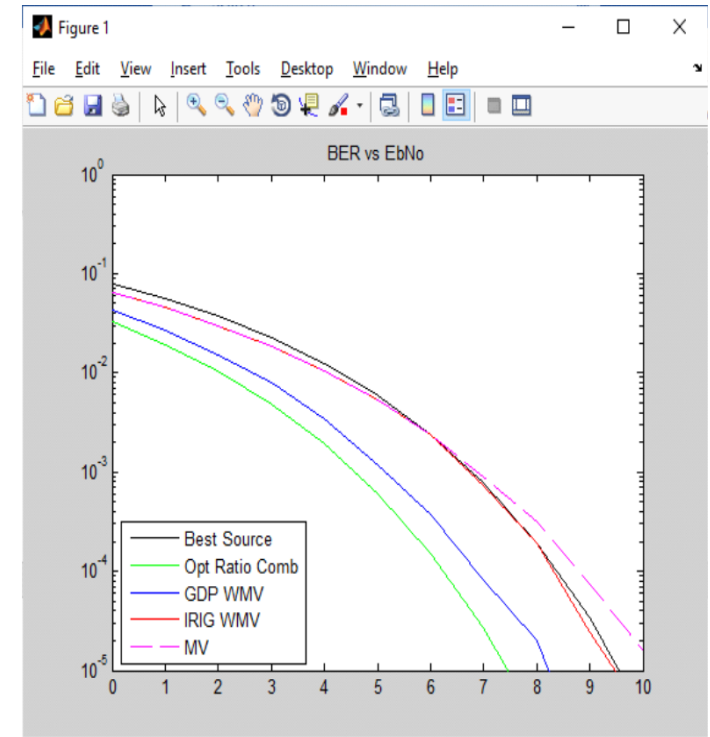 Figure 1
File Edit View Insert Tools Desktop Window Help
BER vs EbNo
10^0
10^-1
10^-2
10^-3
10^-4
10^-5
Best Source
Opt Ratio Comb
GDP WMV
IRIG WMV
MV
0 1 2 3 4 5 6 7 8 9 10